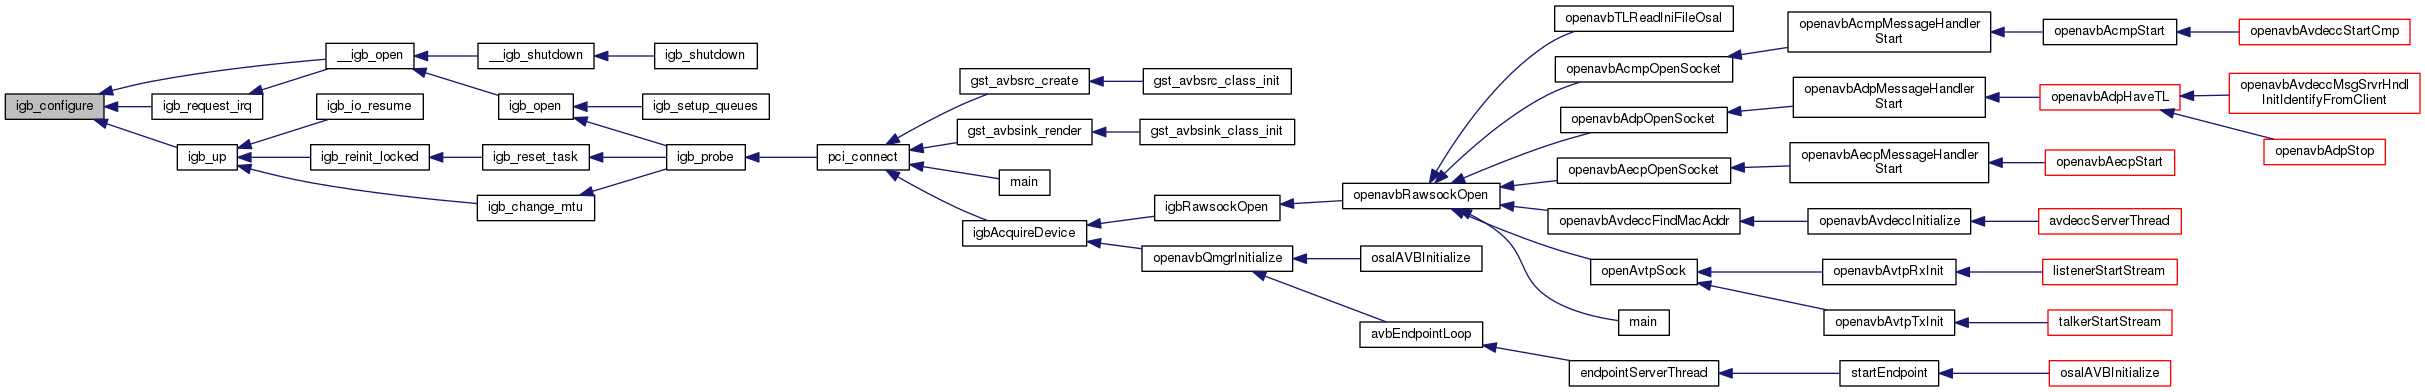 igb_configure
__igb_open
igb_request_irq
igb_up
__igb_shutdown
igb_shutdown
igb_io_resume
igb_open
igb_setup_queues
igb_reinit_locked
igb_reset_task
igb_probe
igb_change_mtu
pci_connect
gst_avbsrc_create
gst_avbsrc_class_init
gst_avbsink_render
gst_avbsink_class_init
main
igbAcquireDevice
igbRawsockOpen
openavbQmgrInitialize
osalAVBInitialize
avbEndpointLoop
openavbRawsockOpen
openavbTLReadIniFileOsal
openavbAcmpOpenSocket
openavbAcmpMessageHandler
Start
openavbAcmpStart
openavbAvdeccStartCmp
openavbAdpOpenSocket
openavbAdpMessageHandler
Start
openavbAdpHaveTL
openavbAvdeccMsgSrvrHndl
InitIdentifyFromClient
openavbAdpStop
openavbAecpOpenSocket
openavbAecpMessageHandler
Start
openavbAecpStart
openavbAvdeccFindMacAddr
openavbAvdeccInitialize
avdeccServerThread
openAvtpSock
openavbAvtpRxInit
listenerStartStream
openavbAvtpTxInit
talkerStartStream
main
endpointServerThread
startEndpoint
osalAVBInitialize